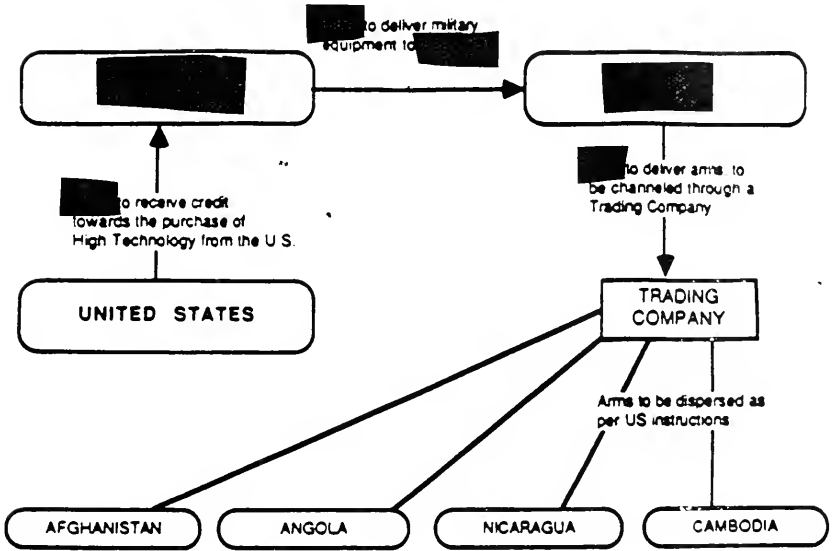 to deliver military
equipment to
to deliver arms, to
be channeled through a
Trading Company
to receive credit
towards the purchase of
High Technology from the U.S.
UNITED STATES
TRADING
COMPANY
Arms to be dispersed as
per US instructions
AFGHANISTAN
ANGOLA
NICARAGUA
CAMBODIA